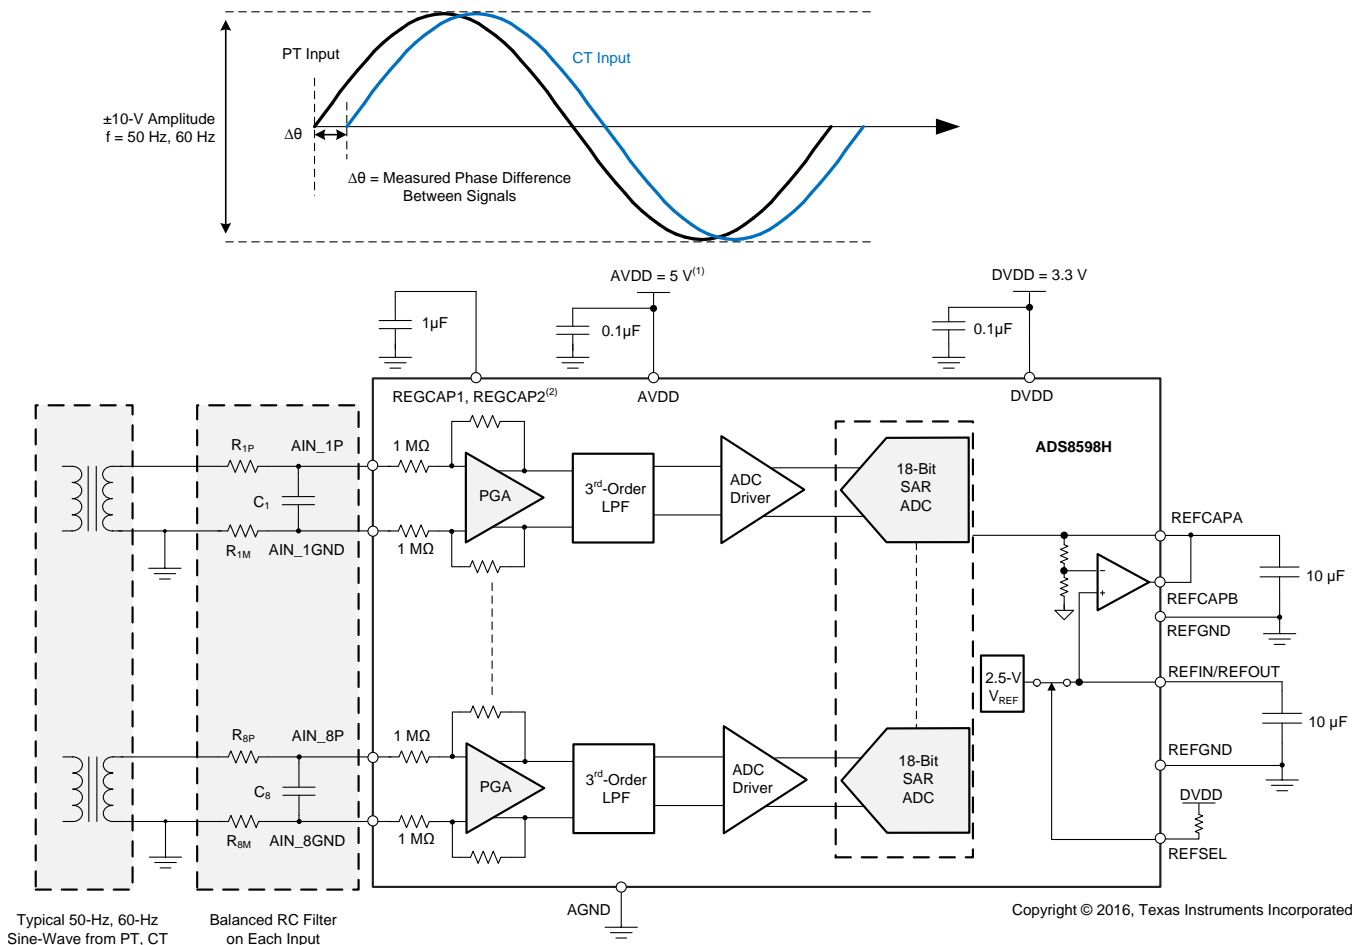 PT Input
CT Input
±10-V Amplitude
f = 50 Hz, 60 Hz
Δθ
Δθ = Measured Phase Difference
Between Signals
AVDD = 5 V(1)
DVDD = 3.3 V
1µF
0.1µF
0.1µF
REGCAP1, REGCAP2(2)
AVDD
DVDD
R1P
AIN_1P
1 MΩ
C1
PGA
3rd-Order
LPF
ADC
Driver
18-Bit
SAR
ADC
ADS8598H
R1M
AIN_1GND
1 MΩ
REFCAPA
10 µF
REFCAPB
REFGND
2.5-V
VREF
REFIN/REFOUT
10 µF
R8P
AIN_8P
1 MΩ
C8
PGA
3rd-Order
LPF
ADC
Driver
18-Bit
SAR
ADC
REFGND
DVDD
R8M
AIN_8GND
1 MΩ
REFSEL
AGND
Copyright © 2016, Texas Instruments Incorporated
Typical 50-Hz, 60-Hz
Sine-Wave from PT, CT
Balanced RC Filter
on Each Input